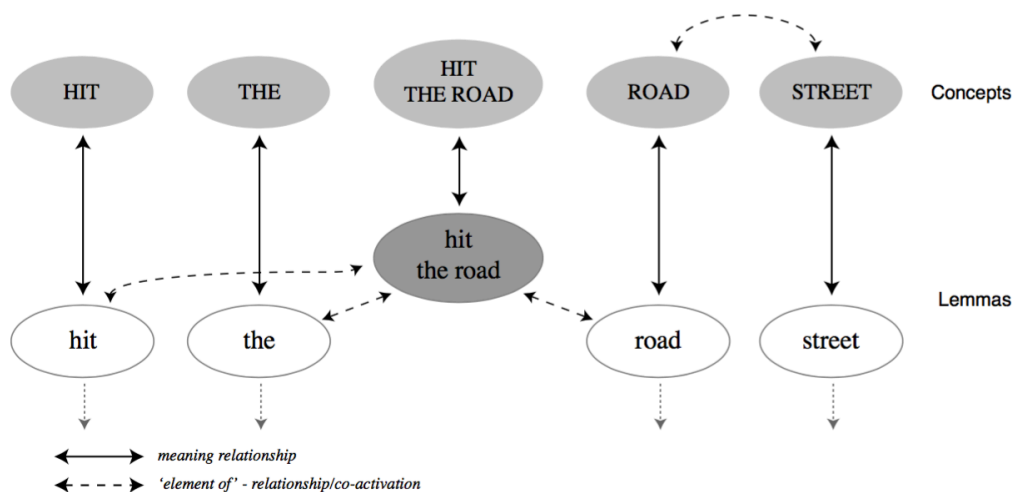 HIT
THE
HIT
THE ROAD
ROAD
STREET
Concepts
hit
the road
Lemmas
hit
the
road
street
meaning relationship
‘element of’ - relationship/co-activation